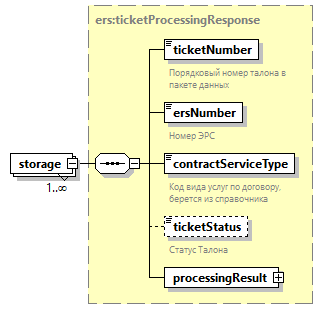 ers:ticketProcessingResponse
ticketNumber
Порядковый номер талона в
пакете данных
ersNumber
Номер ЭРС
storage
1..∞
contractServiceType
Код вида услуг по договору,
берется из справочника
ticketStatus
Статус Талона
processingResult